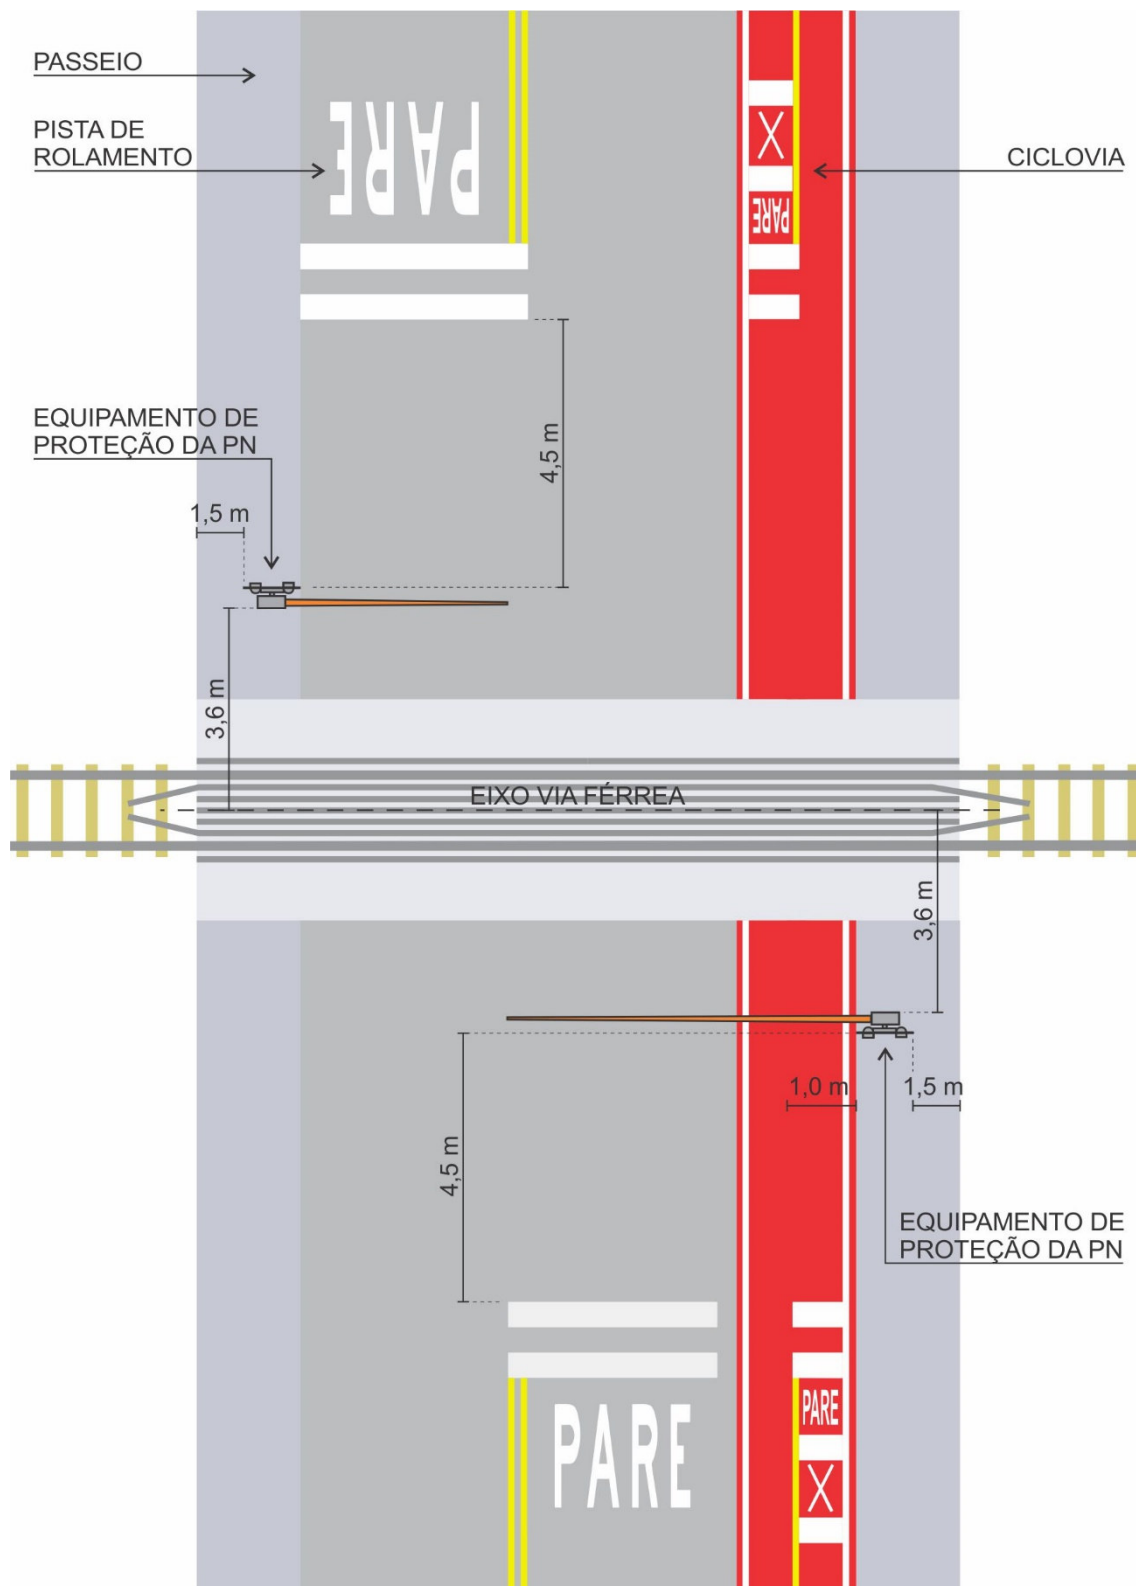 PASSEIO
PISTA DE
ROLAMENTO
PARE
X
CICLOVIA
PARE
EQUIPAMENTO DE
PROTEÇÃO DA PN
4,5 m
1,5 m
3,6 m
EIXO VIA FÉRREA
3,6 m
1,0 m
1,5 m
4,5 m
EQUIPAMENTO DE
PROTEÇÃO DA PN
PARE
PARE
X